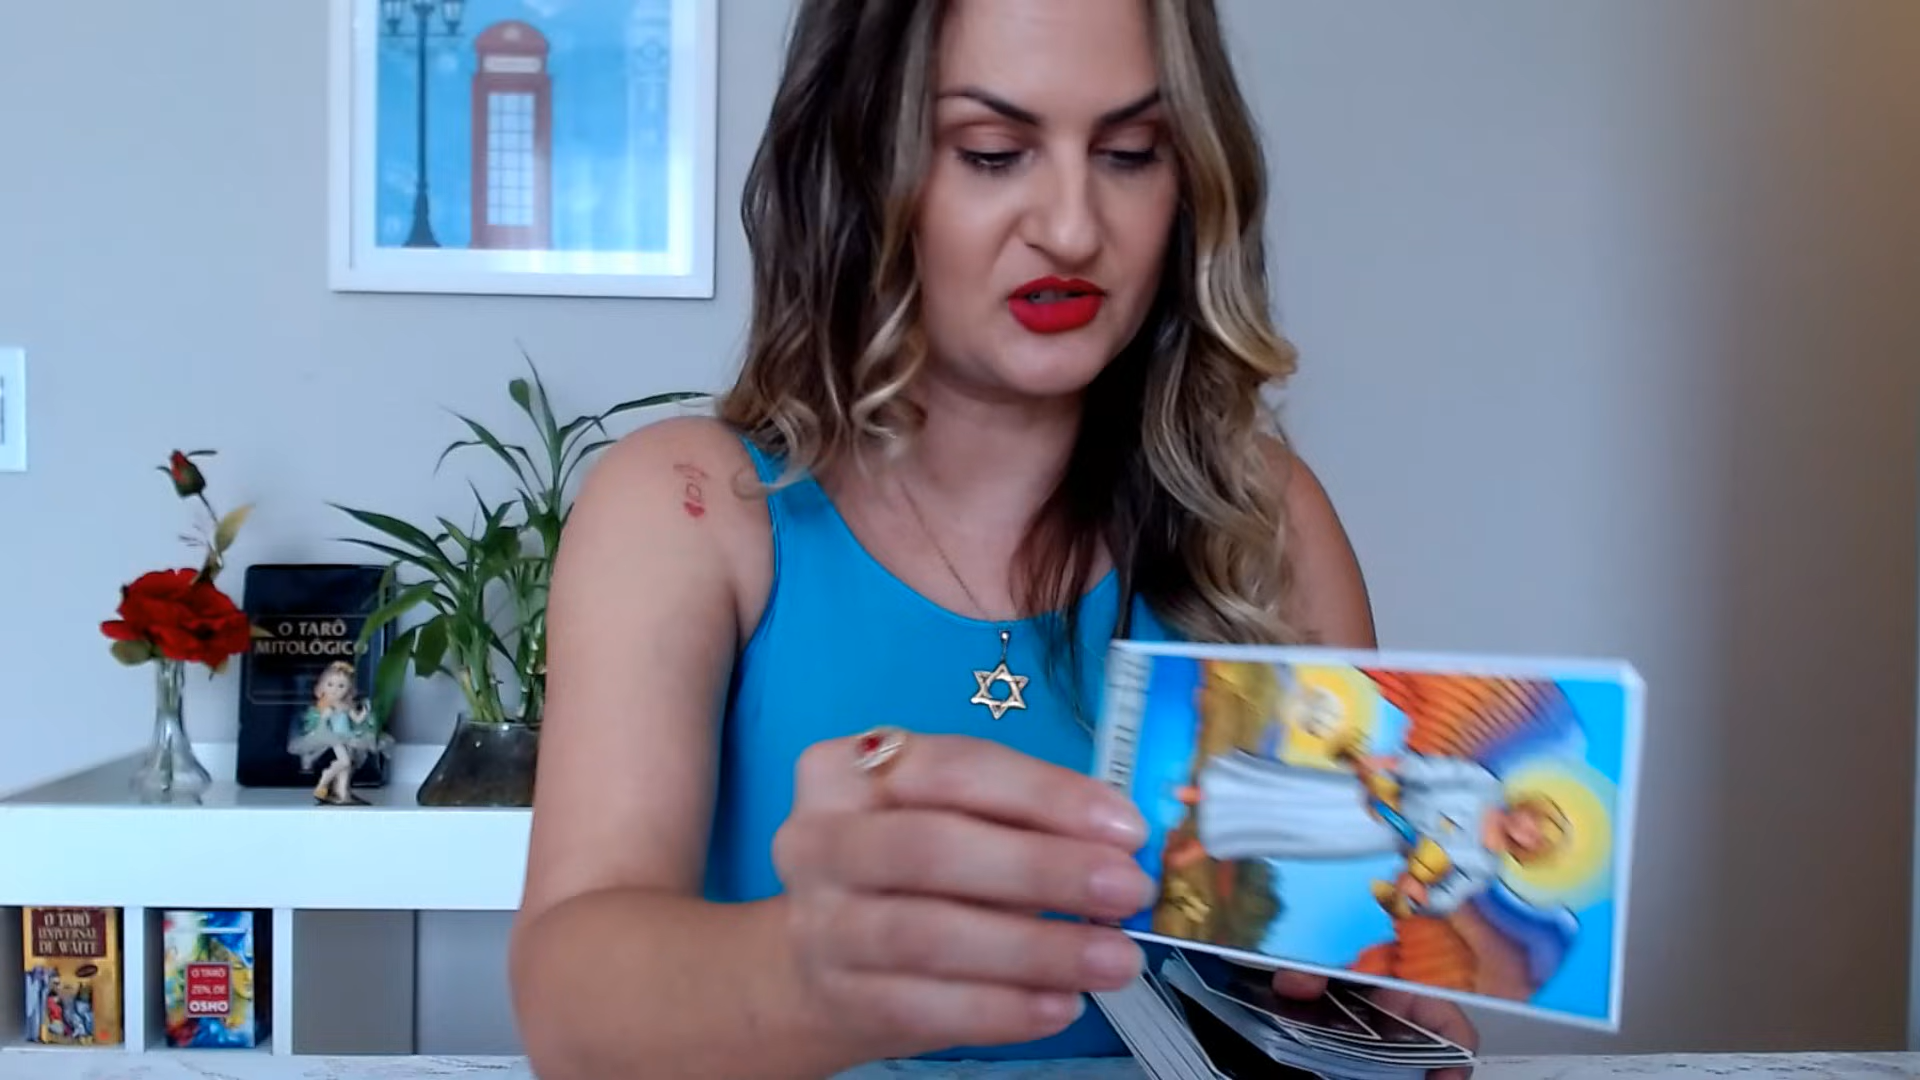 O TARÔ
MITOLÓGICO
O TARÔ
UNIVERSAL
DE WAITE
O TARÔ
ZEN, DE
OSHO